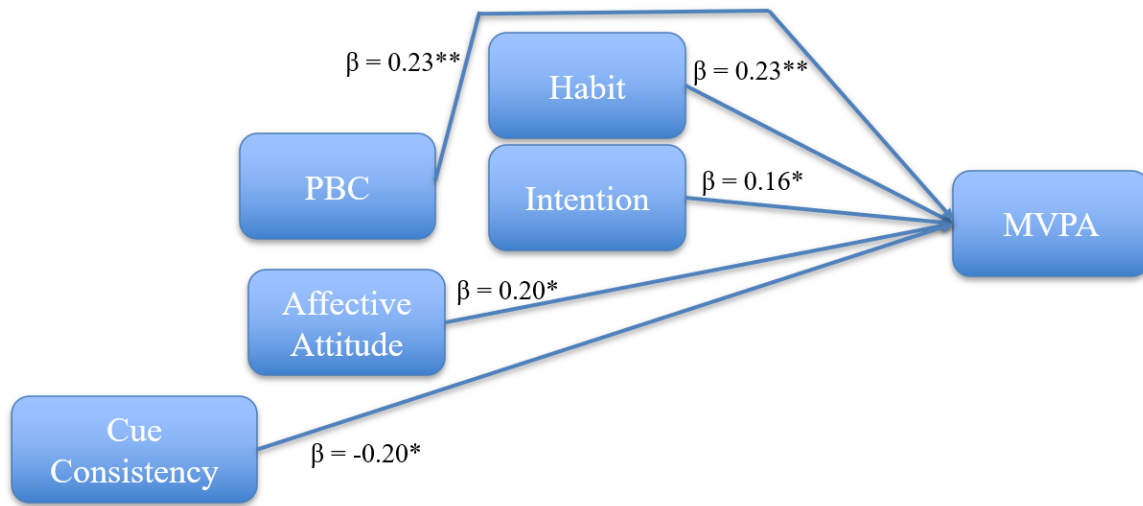 β = 0.23**
Habit
β = 0.23**
PBC
Intention
β = 0.16*
MVPA
Affective
Attitude
β = 0.20*
Cue
Consistency
β = -0.20*